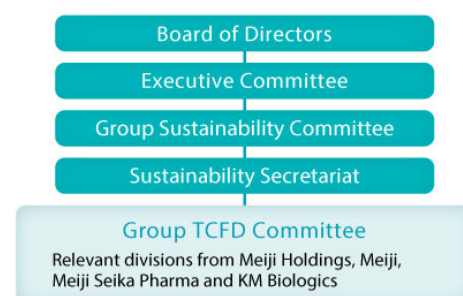 Board of Directors
Executive Committee
Group Sustainability Committee
Sustainability Secretariat
Group TCFD Committee
Relevant divisions from Meiji Holdings, Meiji,
Meiji Seika Pharma and KM Biologics